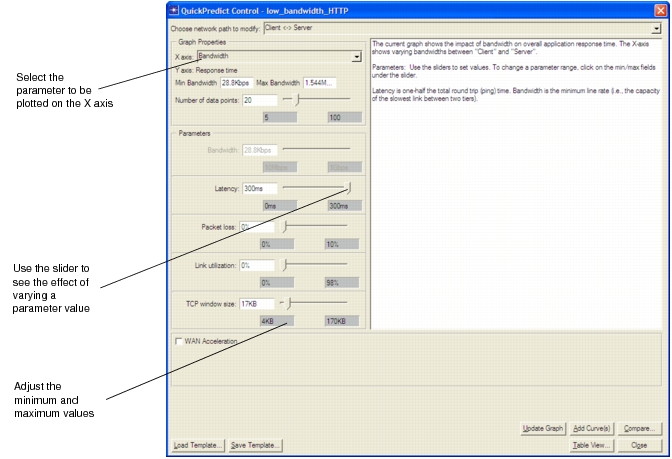 QuickPredict Control - low_bandwidth_HTTP
Choose network path to modify: Client <-> Server
Graph Properties
X axis: Bandwidth
Y axis: Response time
Min Bandwidth 28.8Kbps Max Bandwidth 1.544M...
Number of data points: 20
5 100
Parameters
Bandwidth: 28.8Kbps
Latency: 300ms
0ms 300ms
Packet loss: 0%
0% 10%
Link utilization: 0%
0% 98%
TCP window size: 17KB
4KB 170KB
WAN Acceleration
The current graph shows the impact of bandwidth on overall application response time. The X-axis
shows varying bandwidths between "Client" and "Server".
Parameters: Use the sliders to set values. To change a parameter range, click on the min/max fields
under the slider.
Latency is one-half the total round trip (ping) time. Bandwidth is the minimum line rate (i.e., the capacity
of the slowest link between two tiers).
Update Graph Add Curve(s) Compare...
Load Template... Save Template... Table View... Close
Select the
parameter to be
plotted on the X axis
Use the slider to
see the effect of
varying a
parameter value
Adjust the
minimum and
maximum values